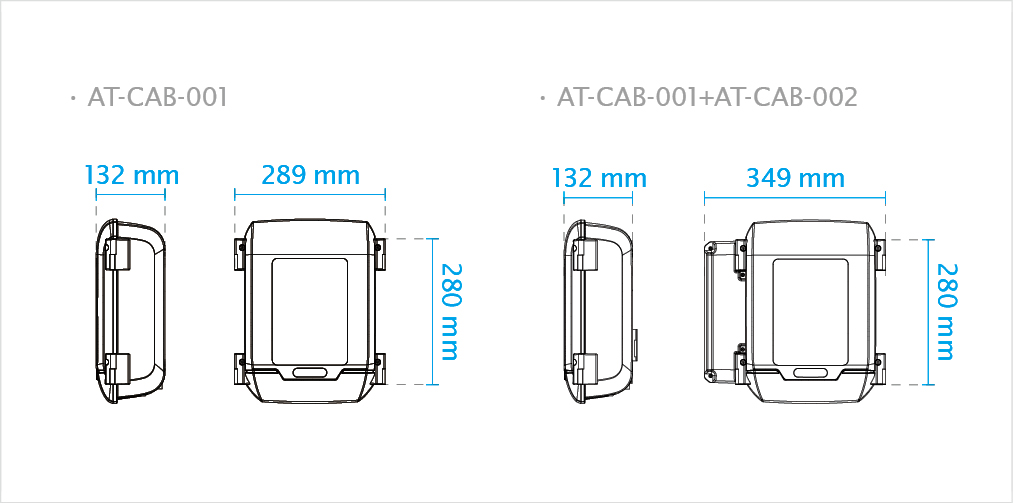 · AT-CAB-001
132 mm
289 mm
280 mm
· AT-CAB-001+AT-CAB-002
132 mm
349 mm
280 mm